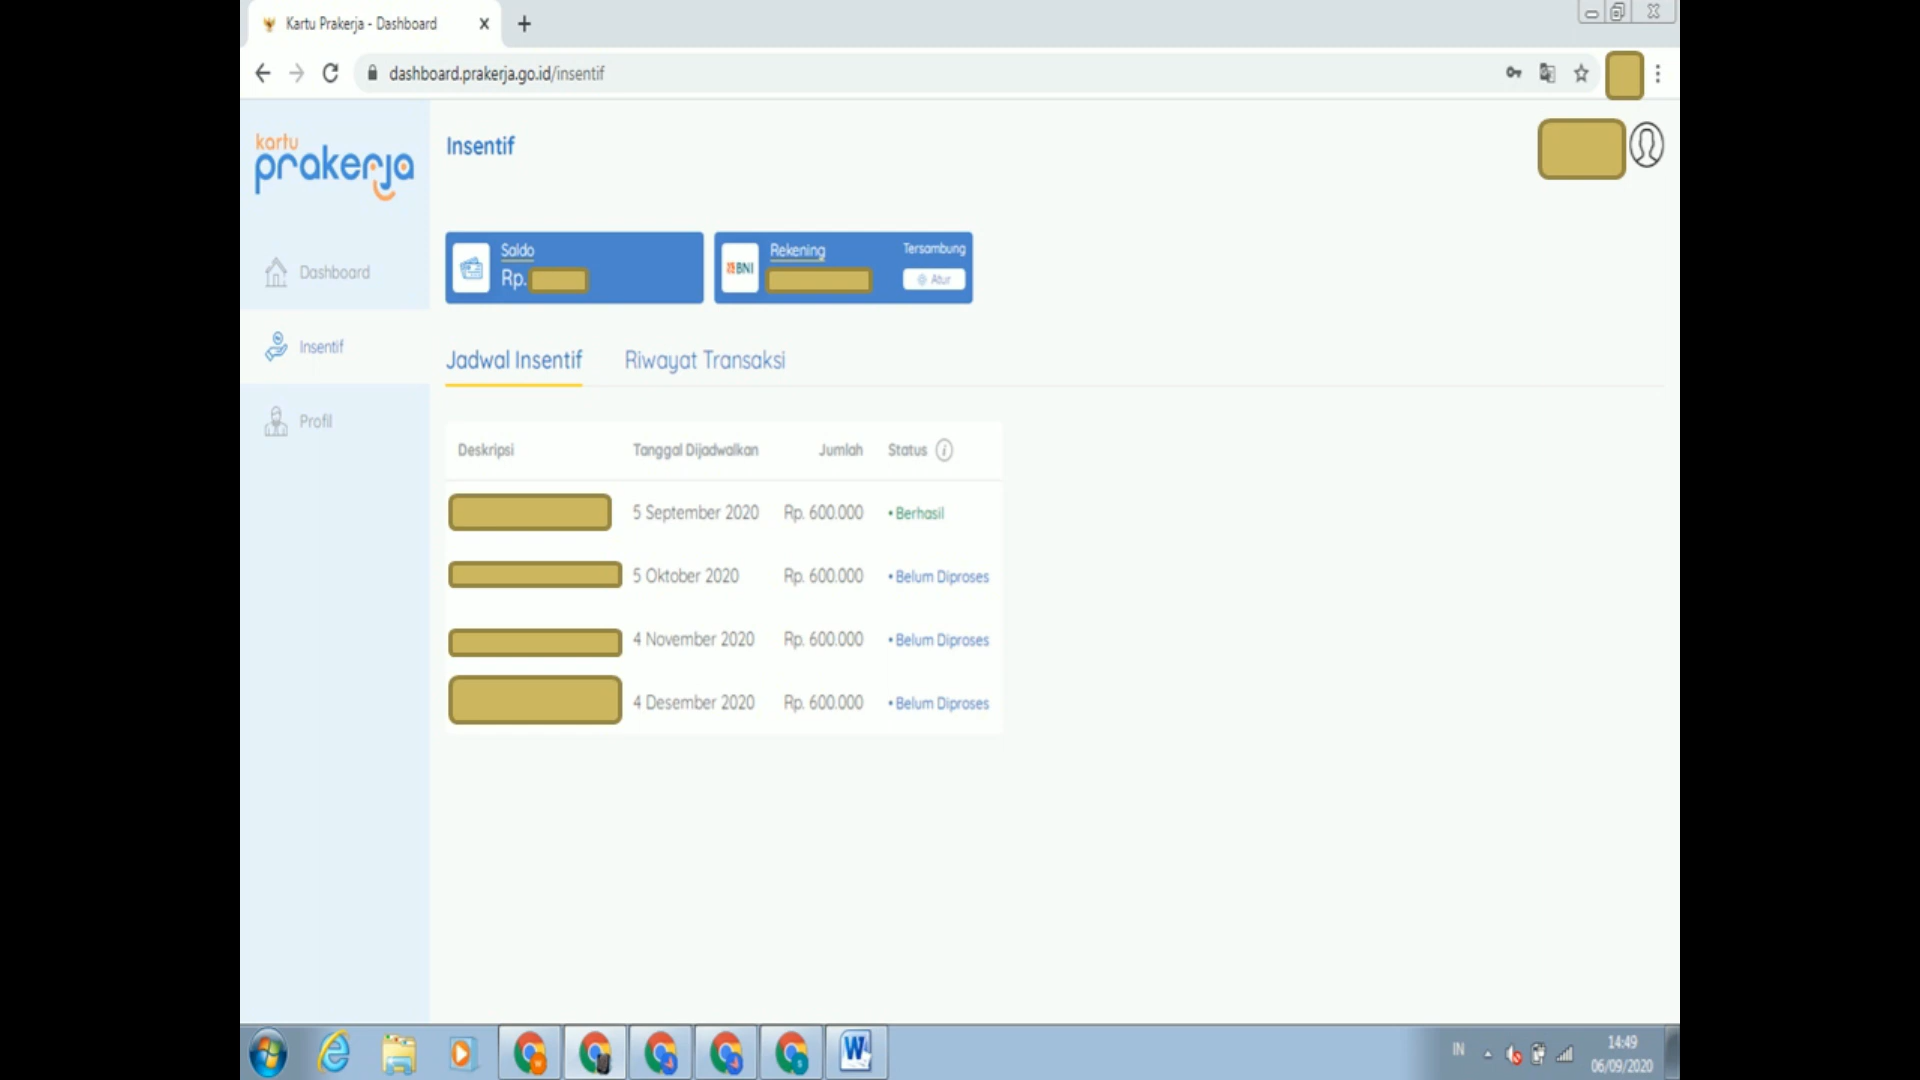 Kartu Prakerja - Dashboard
dashboard.prakerja.go.id/insentif
kartu
prakerja
Insentif
Saldo
Rp.
BNI
Rekening
Tersambung
Atur
Dashboard
Insentif
Profil
Jadwal Insentif Riwayat Transaksi
Deskripsi Tanggal Dijadwalkan Jumlah Status i
5 September 2020 Rp. 600.000 • Berhasil
5 Oktober 2020 Rp. 600.000 • Belum Diproses
4 November 2020 Rp. 600.000 • Belum Diproses
4 Desember 2020 Rp. 600.000 • Belum Diproses
IN
14:49
06/09/2020